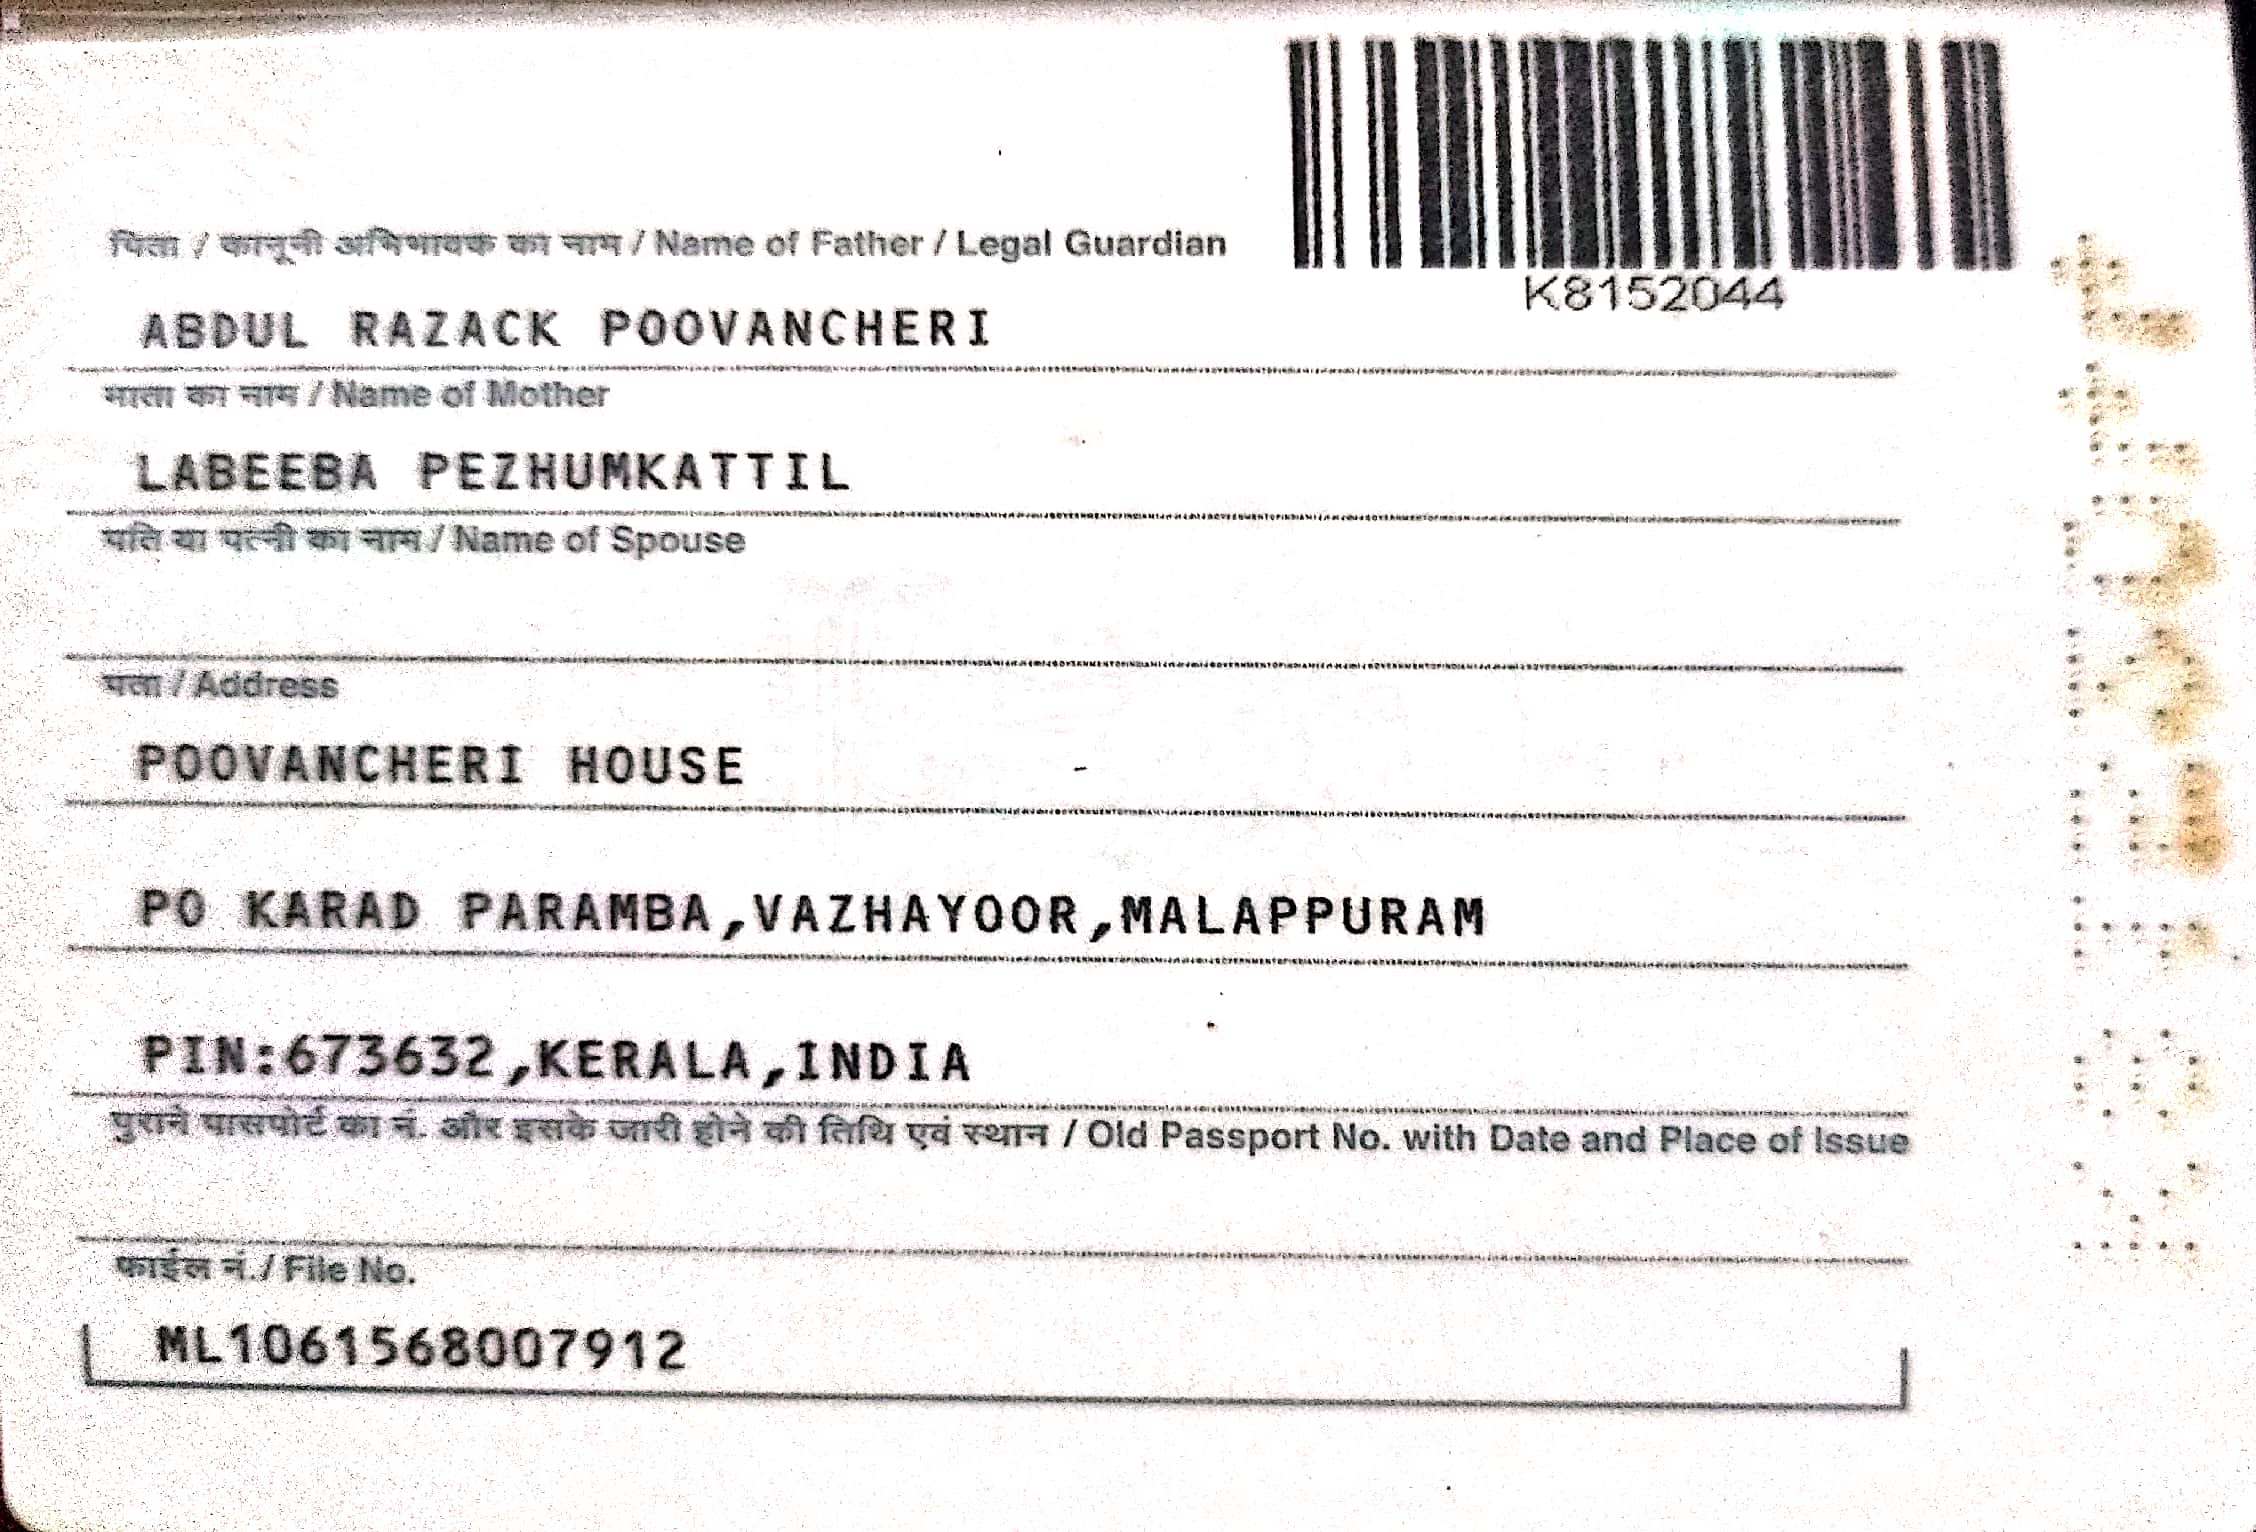 K8152044
पिता / कानूनी अभिभावक का नाम / Name of Father / Legal Guardian
ABDUL RAZACK POOVANCHERI
माता का नाम / Name of Mother
LABEEBA PEZHUMKATTIL
पति या पत्नी का नाम / Name of Spouse
पता / Address
POOVANCHERI HOUSE
PO KARAD PARAMBA,VAZHAYOOR,MALAPPURAM
PIN:673632,KERALA,INDIA
पुराने पासपोर्ट का नं. और इसके जारी होने की तिथि एवं स्थान / Old Passport No. with Date and Place of Issue
फाईल नं./ File No.
ML1061568007912